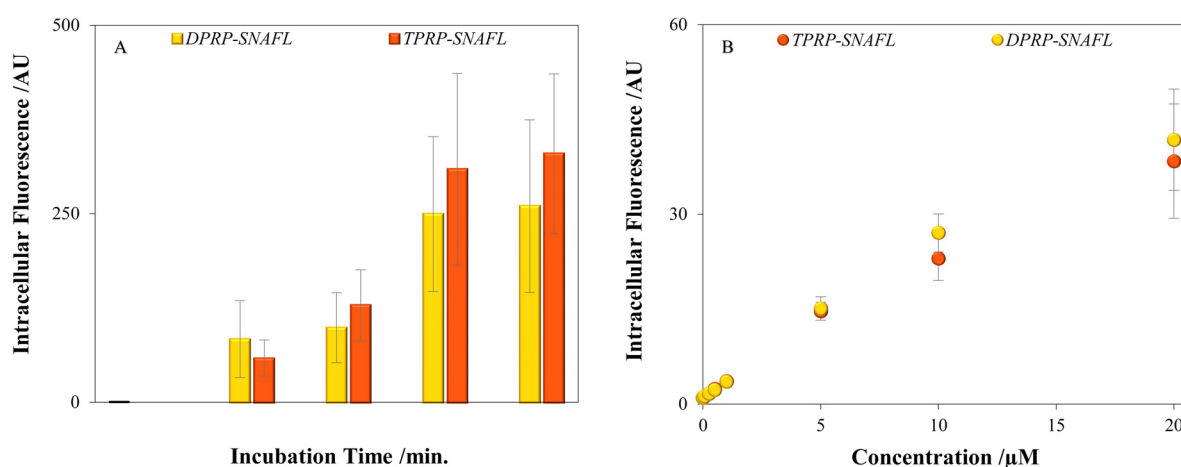 A
DPRP-SNAFL
TPRP-SNAFL
500
250
0
Intracellular Fluorescence /AU
Incubation Time /min.
B
TPRP-SNAFL
DPRP-SNAFL
60
30
0
Intracellular Fluorescence /AU
0 5 10 15 20
Concentration /µM